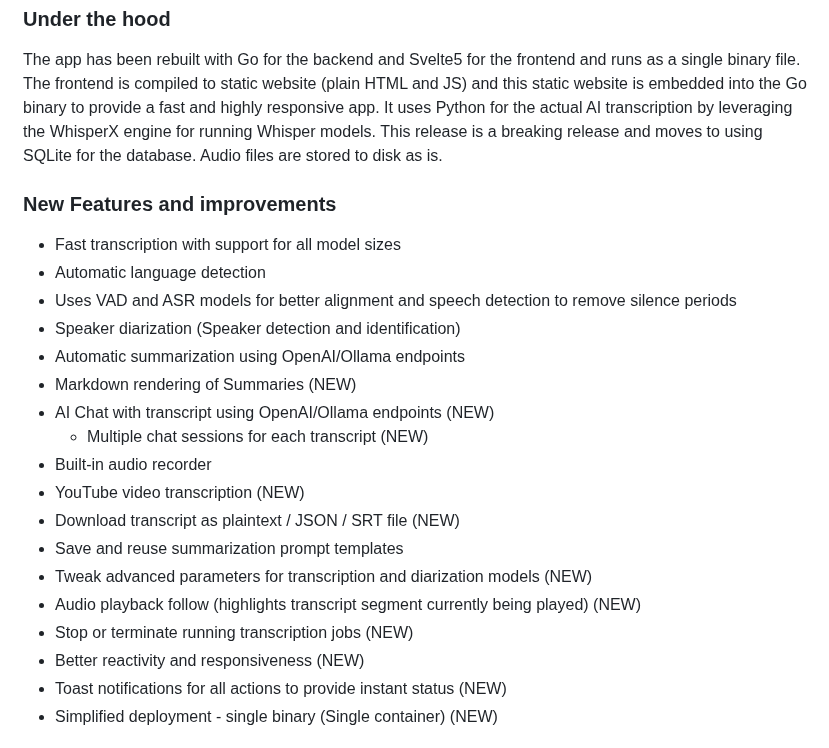 Under the hood
The app has been rebuilt with Go for the backend and Svelte5 for the frontend and runs as a single binary file.
The frontend is compiled to static website (plain HTML and JS) and this static website is embedded into the Go
binary to provide a fast and highly responsive app. It uses Python for the actual AI transcription by leveraging
the WhisperX engine for running Whisper models. This release is a breaking release and moves to using
SQLite for the database. Audio files are stored to disk as is.
New Features and improvements
• Fast transcription with support for all model sizes
• Automatic language detection
• Uses VAD and ASR models for better alignment and speech detection to remove silence periods
• Speaker diarization (Speaker detection and identification)
• Automatic summarization using OpenAI/Ollama endpoints
• Markdown rendering of Summaries (NEW)
• AI Chat with transcript using OpenAI/Ollama endpoints (NEW)
◦ Multiple chat sessions for each transcript (NEW)
• Built-in audio recorder
• YouTube video transcription (NEW)
• Download transcript as plaintext / JSON / SRT file (NEW)
• Save and reuse summarization prompt templates
• Tweak advanced parameters for transcription and diarization models (NEW)
• Audio playback follow (highlights transcript segment currently being played) (NEW)
• Stop or terminate running transcription jobs (NEW)
• Better reactivity and responsiveness (NEW)
• Toast notifications for all actions to provide instant status (NEW)
• Simplified deployment - single binary (Single container) (NEW)